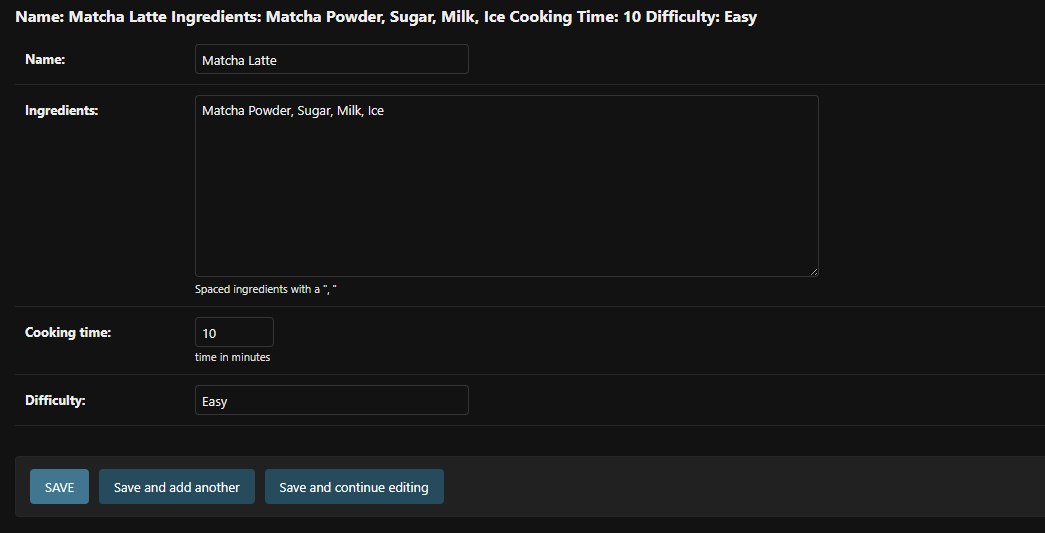 Name: Matcha Latte Ingredients: Matcha Powder, Sugar, Milk, Ice Cooking Time: 10 Difficulty: Easy
Name:
Matcha Latte
Ingredients:
Matcha Powder, Sugar, Milk, Ice
Spaced ingredients with a ", "
Cooking time:
10
time in minutes
Difficulty:
Easy
SAVE
Save and add another
Save and continue editing